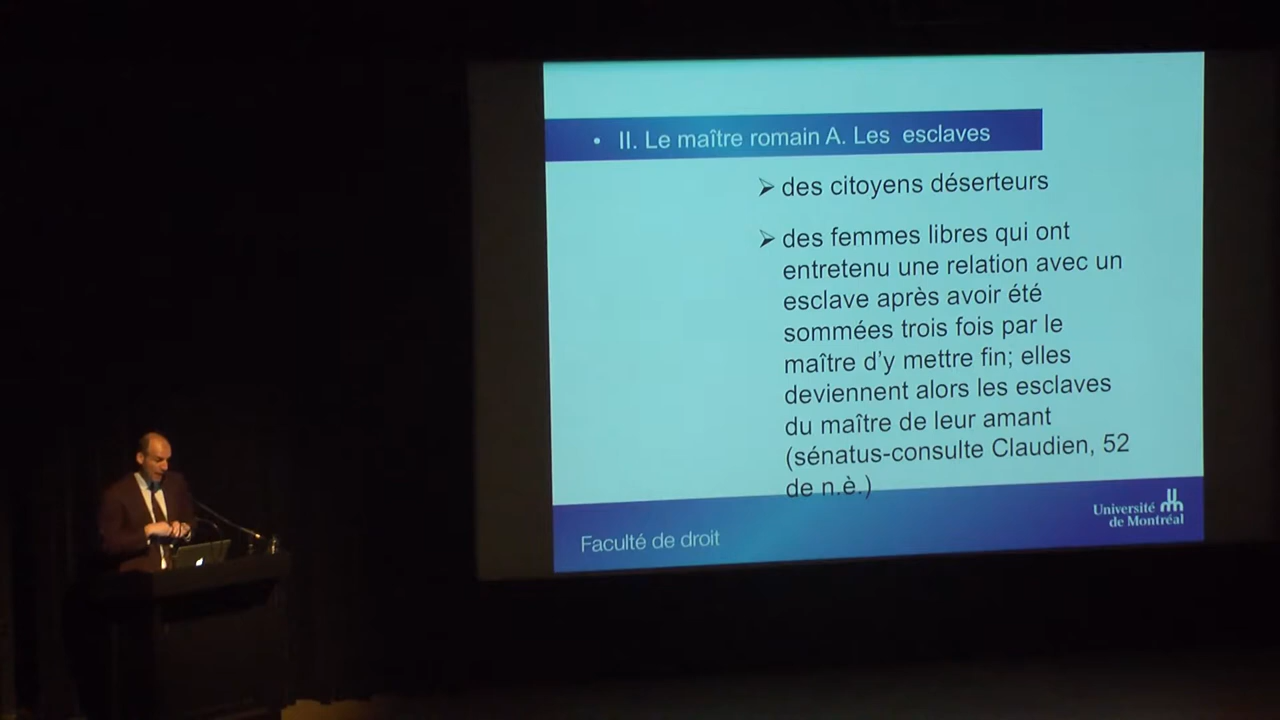 • II. Le maître romain A. Les esclaves
➢ des citoyens déserteurs
➢ des femmes libres qui ont
entretenu une relation avec un
esclave après avoir été
sommées trois fois par le
maître d'y mettre fin; elles
deviennent alors les esclaves
du maître de leur amant
(sénatus-consulte Claudien, 52
de n.è.)
Faculté de droit
Université
de Montréal